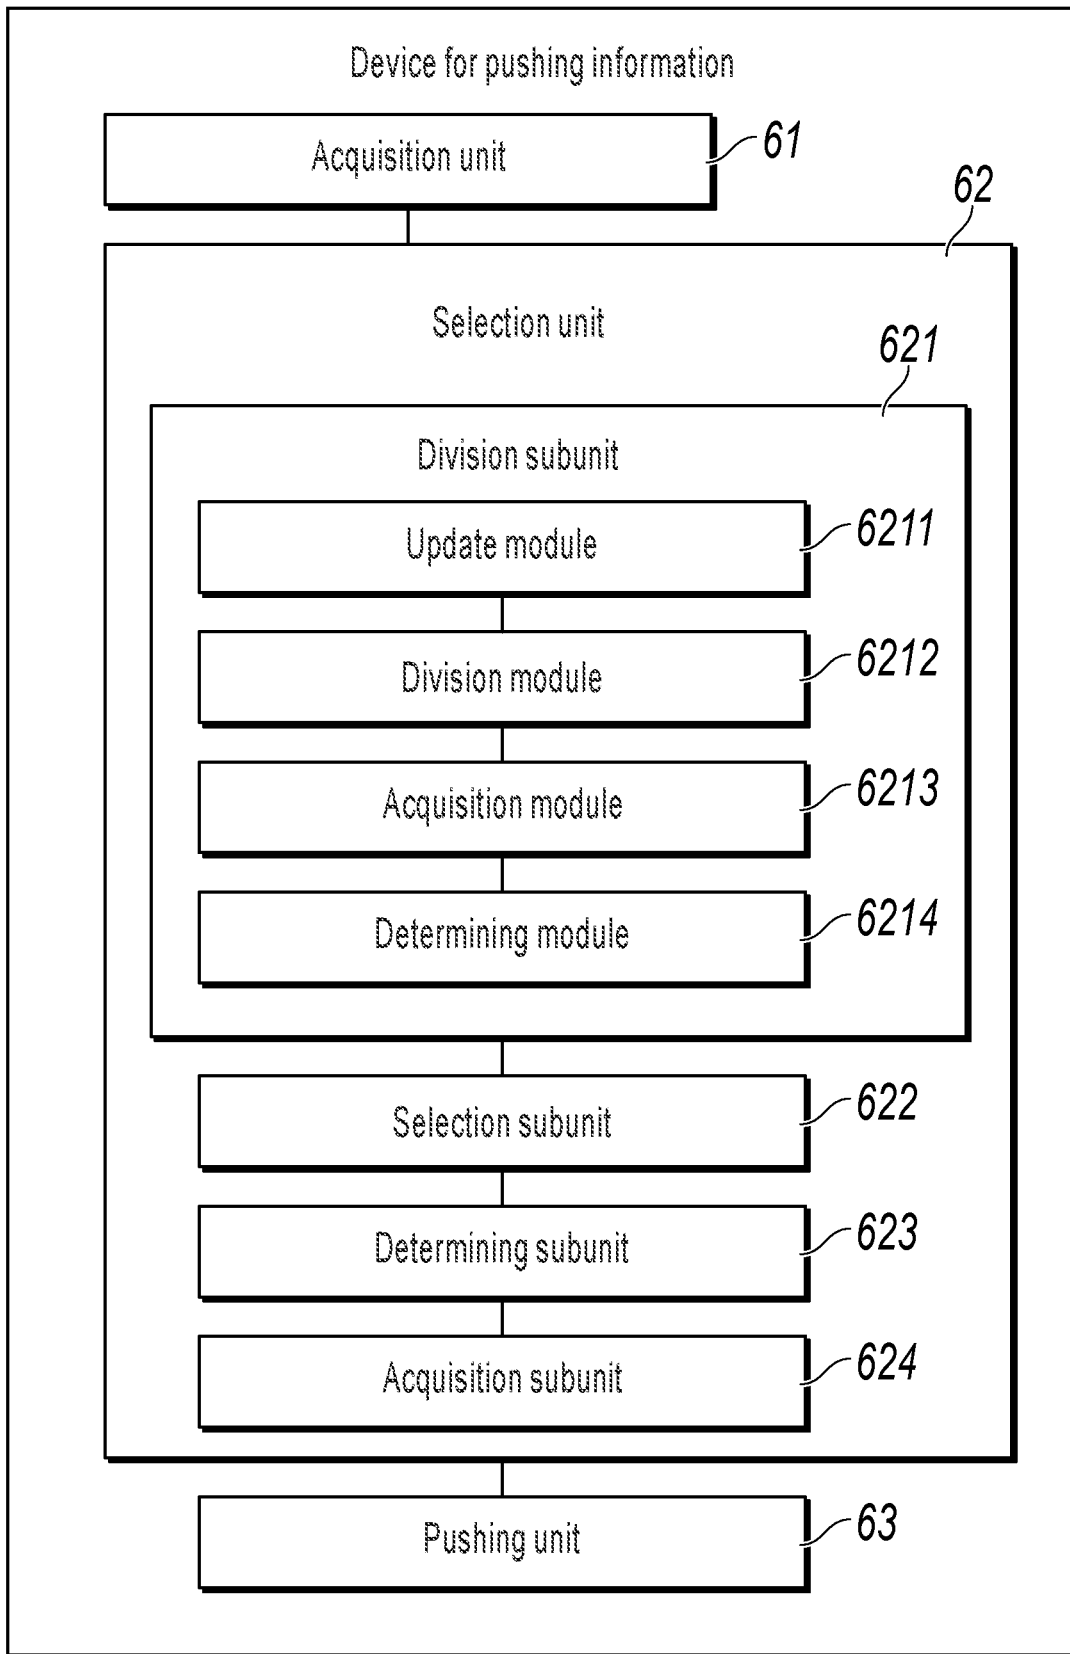 Device for pushing information
Acquisition unit
61
62
Selection unit
621
Division subunit
Update module
6211
Division module
6212
Acquisition module
6213
Determining module
6214
Selection subunit
622
Determining subunit
623
Acquisition subunit
624
Pushing unit
63